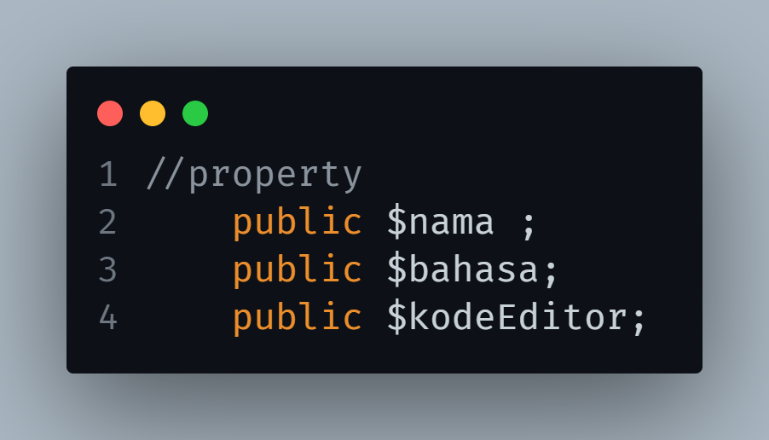 1 //property
2     public $nama ;
3     public $bahasa;
4     public $kodeEditor;